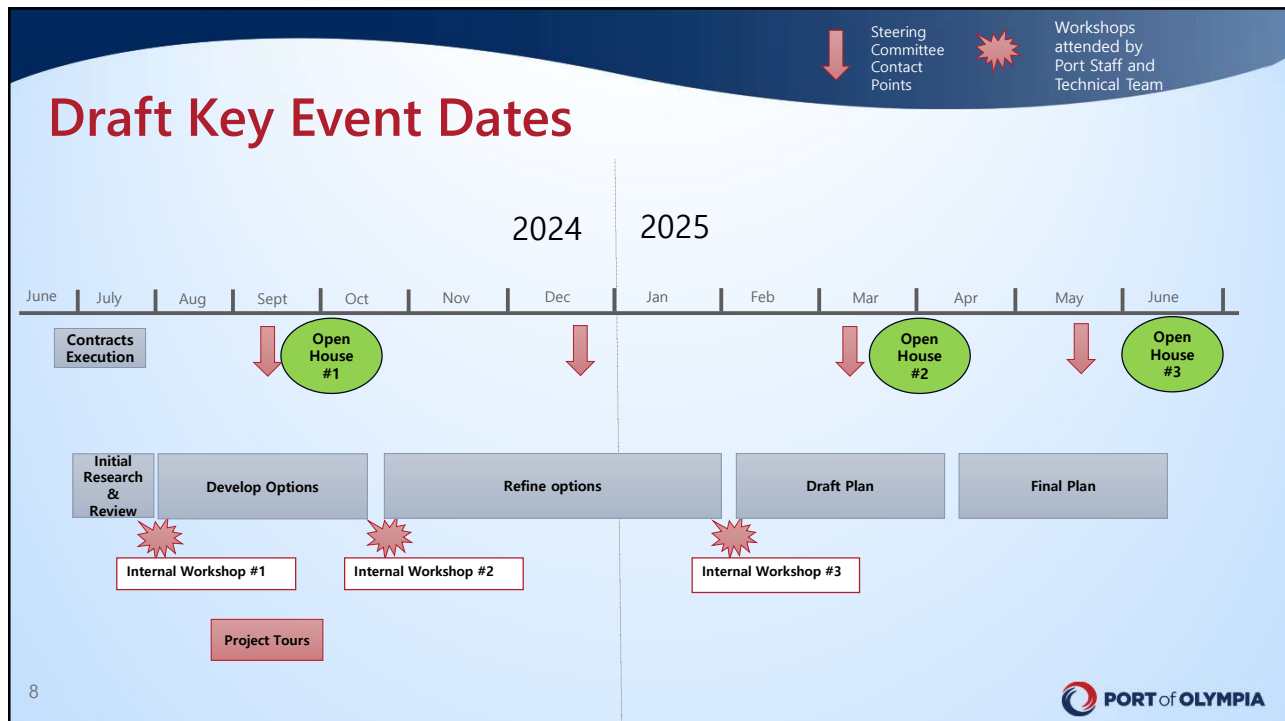 Steering
Committee
Contact
Points
Workshops
attended by
Port Staff and
Technical Team
Draft Key Event Dates
2024
2025
June
July
Aug
Sept
Oct
Nov
Dec
Jan
Feb
Mar
Apr
May
June
Contracts
Execution
Open
House
#1
Open
House
#2
Open
House
#3
Initial
Research
&
Review
Develop Options
Refine options
Draft Plan
Final Plan
Internal Workshop #1
Internal Workshop #2
Internal Workshop #3
Project Tours
8
PORT of OLYMPIA